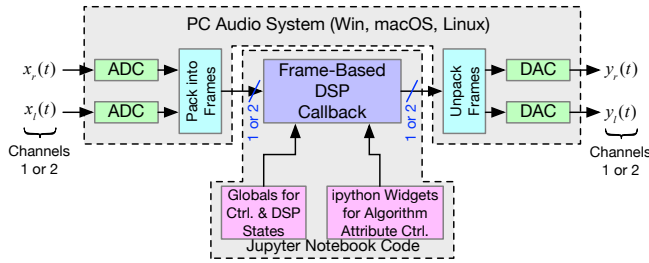 PC Audio System (Win, macOS, Linux)
x_r(t)
ADC
x_l(t)
ADC
Pack into
Frames
1 or 2
Frame-Based
DSP
Callback
1 or 2
Unpack
Frames
DAC
y_r(t)
DAC
y_l(t)
Channels
1 or 2
Channels
1 or 2
Globals for
Ctrl. & DSP
States
ipython Widgets
for Algorithm
Attribute Ctrl.
Jupyter Notebook Code